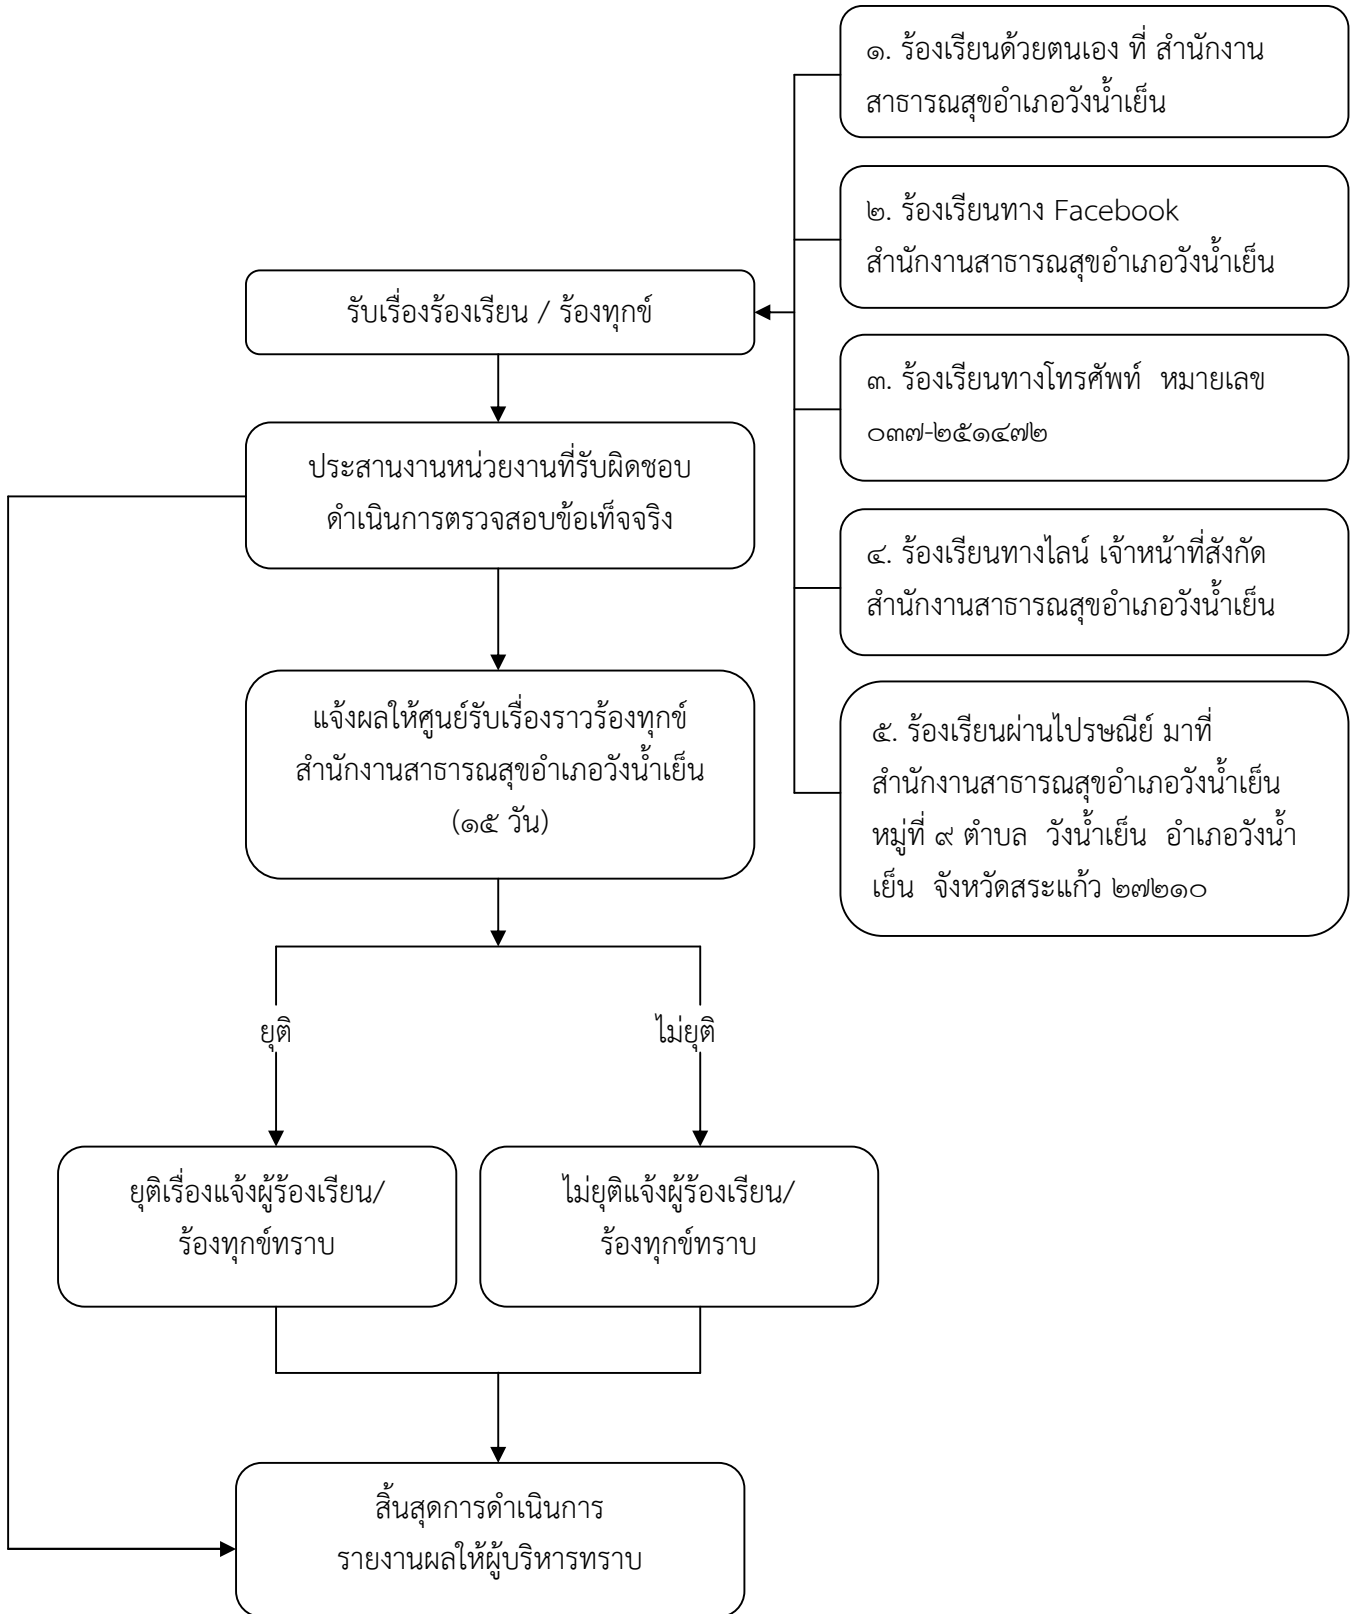 ๑. ร้องเรียนด้วยตนเอง ที่ สำนักงาน
สาธารณสุขอำเภอวังน้ำเย็น
๒. ร้องเรียนทาง Facebook
สำนักงานสาธารณสุขอำเภอวังน้ำเย็น
รับเรื่องร้องเรียน / ร้องทุกข์
๓. ร้องเรียนทางโทรศัพท์ หมายเลข
๐๓๗-๒๕๑๔๗๒
ประสานงานหน่วยงานที่รับผิดชอบ
ดำเนินการตรวจสอบข้อเท็จจริง
๔. ร้องเรียนทางไลน์ เจ้าหน้าที่สังกัด
สำนักงานสาธารณสุขอำเภอวังน้ำเย็น
แจ้งผลให้ศูนย์รับเรื่องราวร้องทุกข์
สำนักงานสาธารณสุขอำเภอวังน้ำเย็น
(๑๕ วัน)
๕. ร้องเรียนผ่านไปรษณีย์ มาที่
สำนักงานสาธารณสุขอำเภอวังน้ำเย็น
หมู่ที่ ๙ ตำบล วังน้ำเย็น อำเภอวังน้ำ
เย็น จังหวัดสระแก้ว ๒๗๒๑๐
ยุติ
ไม่ยุติ
ยุติเรื่องแจ้งผู้ร้องเรียน/
ร้องทุกข์ทราบ
ไม่ยุติแจ้งผู้ร้องเรียน/
ร้องทุกข์ทราบ
สิ้นสุดการดำเนินการ
รายงานผลให้ผู้บริหารทราบ